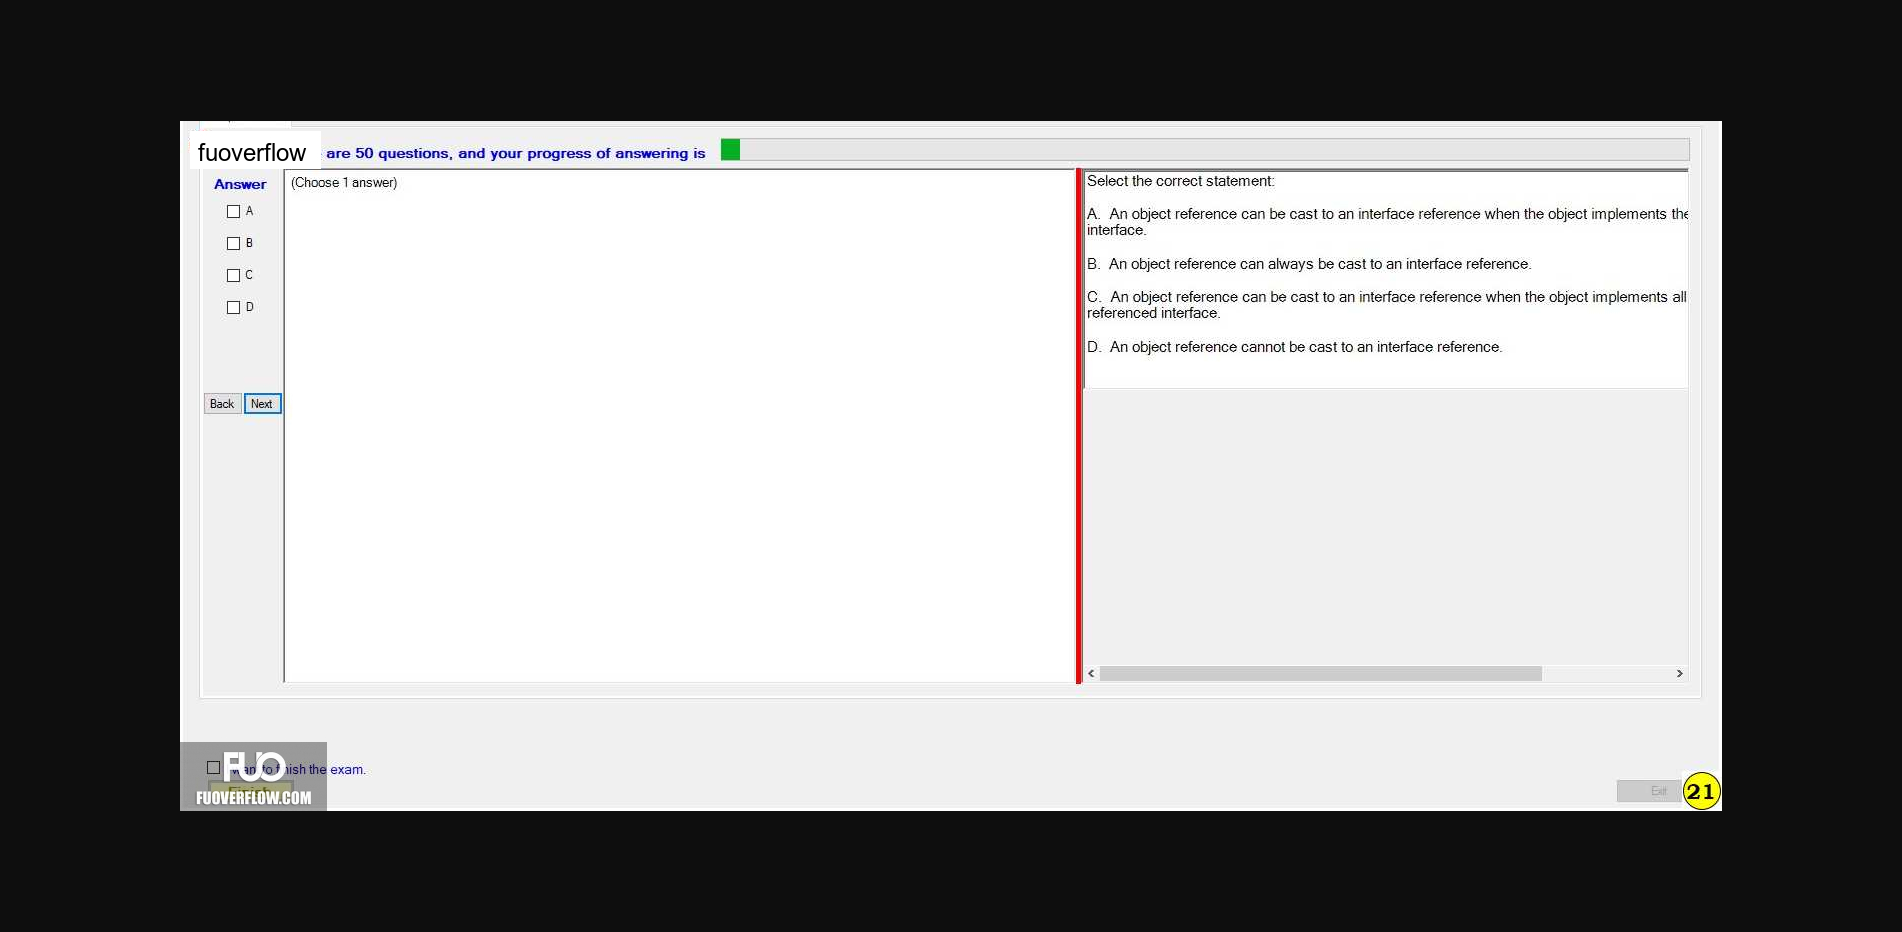 fuoverflow are 50 questions, and your progress of answering is
Answer
A
B
C
D
Back Next
(Choose 1 answer)
Select the correct statement:
A. An object reference can be cast to an interface reference when the object implements the
interface.
B. An object reference can always be cast to an interface reference.
C. An object reference can be cast to an interface reference when the object implements all
referenced interface.
D. An object reference cannot be cast to an interface reference.
want to finish the exam.
Finish
FUO
FUOVERFLOW.COM
Exit
21